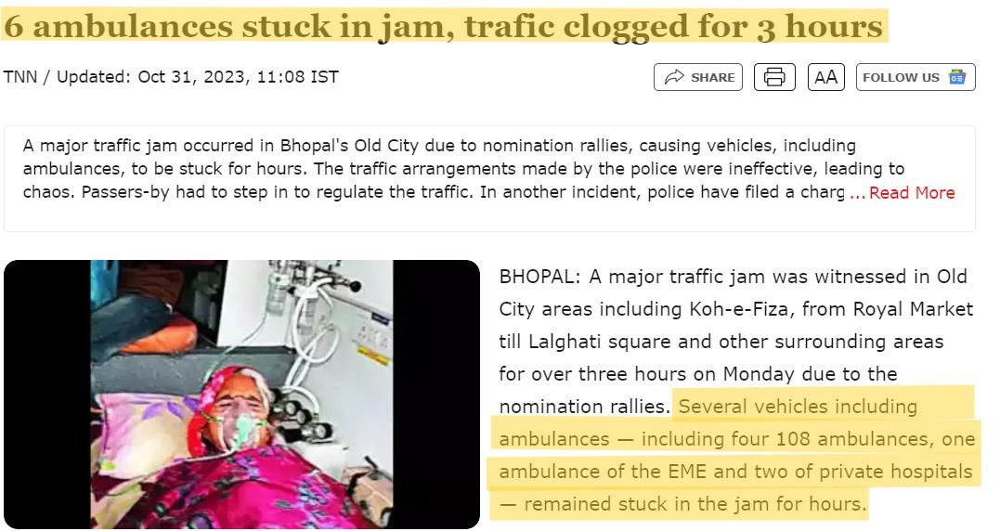 6 ambulances stuck in jam, trafic clogged for 3 hours
TNN / Updated: Oct 31, 2023, 11:08 IST
SHARE
AA
FOLLOW US
A major traffic jam occurred in Bhopal's Old City due to nomination rallies, causing vehicles, including
ambulances, to be stuck for hours. The traffic arrangements made by the police were ineffective, leading to
chaos. Passers-by had to step in to regulate the traffic. In another incident, police have filed a charg ... Read More
BHOPAL: A major traffic jam was witnessed in Old
City areas including Koh-e-Fiza, from Royal Market
till Lalghati square and other surrounding areas
for over three hours on Monday due to the
nomination rallies. Several vehicles including
ambulances — including four 108 ambulances, one
ambulance of the EME and two of private hospitals
— remained stuck in the jam for hours.